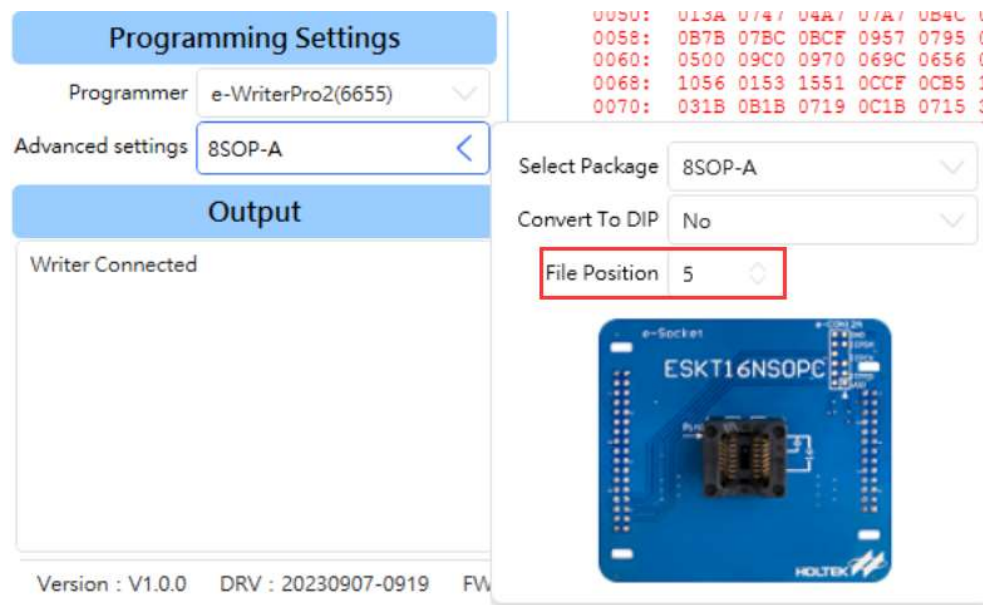 Programming Settings
Programmer e-WriterPro2(6655)
Advanced settings 8SOP-A
Output
Writer Connected
Version : V1.0.0 DRV : 20230907-0919 FW
0050: 013A 0747 04A7 07A7 0B4C
0058: 0B7B 07BC 0BCF 0957 0795
0060: 0500 09C0 0970 069C 0656
0068: 1056 0153 1551 0CCF 0CB5
0070: 031B 0B1B 0719 0C1B 0715
Select Package 8SOP-A
Convert To DIP No
File Position 5
e-Socket
ESKT16NSOPC
HOLTEK